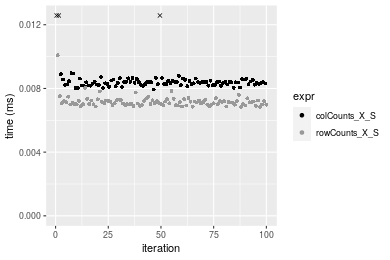 0.012
0.008
0.004
0.000
time (ms)
0
25
50
75
100
iteration
expr
colCounts_X_S
rowCounts_X_S